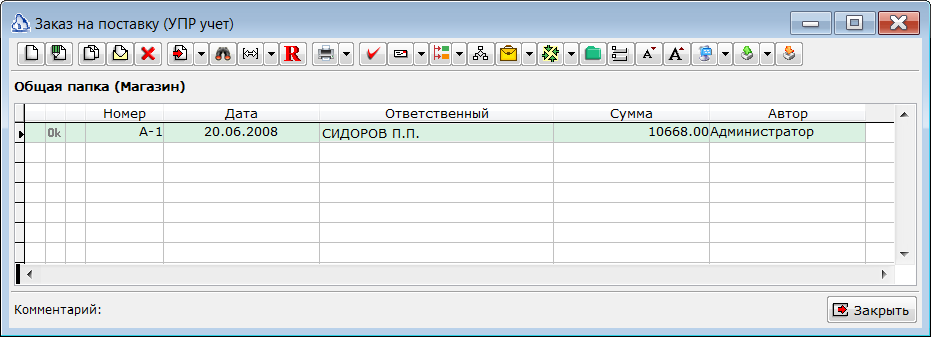 Заказ на поставку (УПР учет)
R A A
Общая папка (Магазин)
Номер Дата Ответственный Сумма Автор
Ok А-1 20.06.2008 СИДОРОВ П.П. 10668.00 Администратор
Комментарий: Закрыть